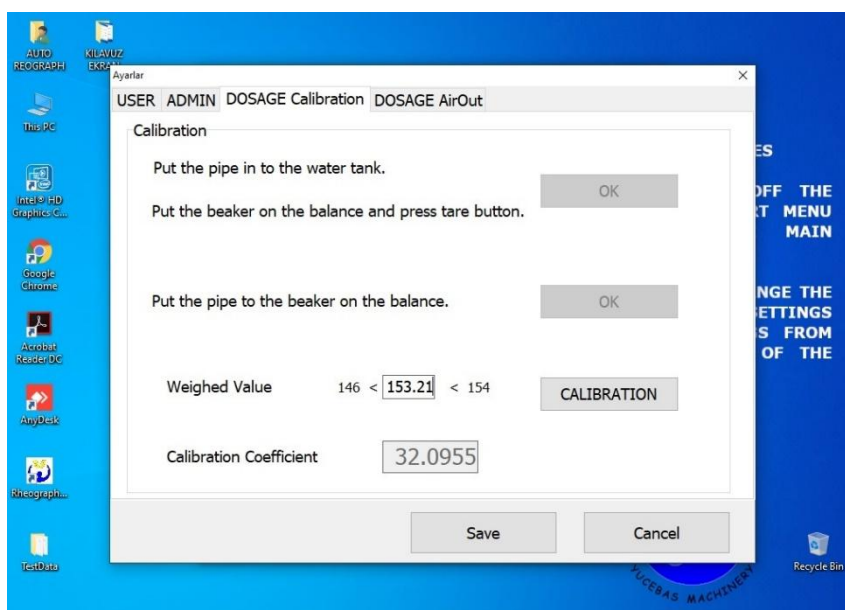 AUTO
REOGRAPH
KILAVUZ
This PC
Intel® HD
Graphics C...
Google
Chrome
Acrobat
Reader DC
AnyDesk
Rheograph...
TestData
Ayarlar
USER ADMIN DOSAGE Calibration DOSAGE AirOut
Calibration
Put the pipe in to the water tank.
OK
Put the beaker on the balance and press tare button.
Put the pipe to the beaker on the balance.
OK
Weighed Value 146 < 153.21 < 154
CALIBRATION
Calibration Coefficient 32.0955
Save Cancel
ES
OFF THE
MENU
MAIN
NGE THE
SETTINGS
FROM
OF THE
YUCEBAS MACHINERY
Recycle Bin